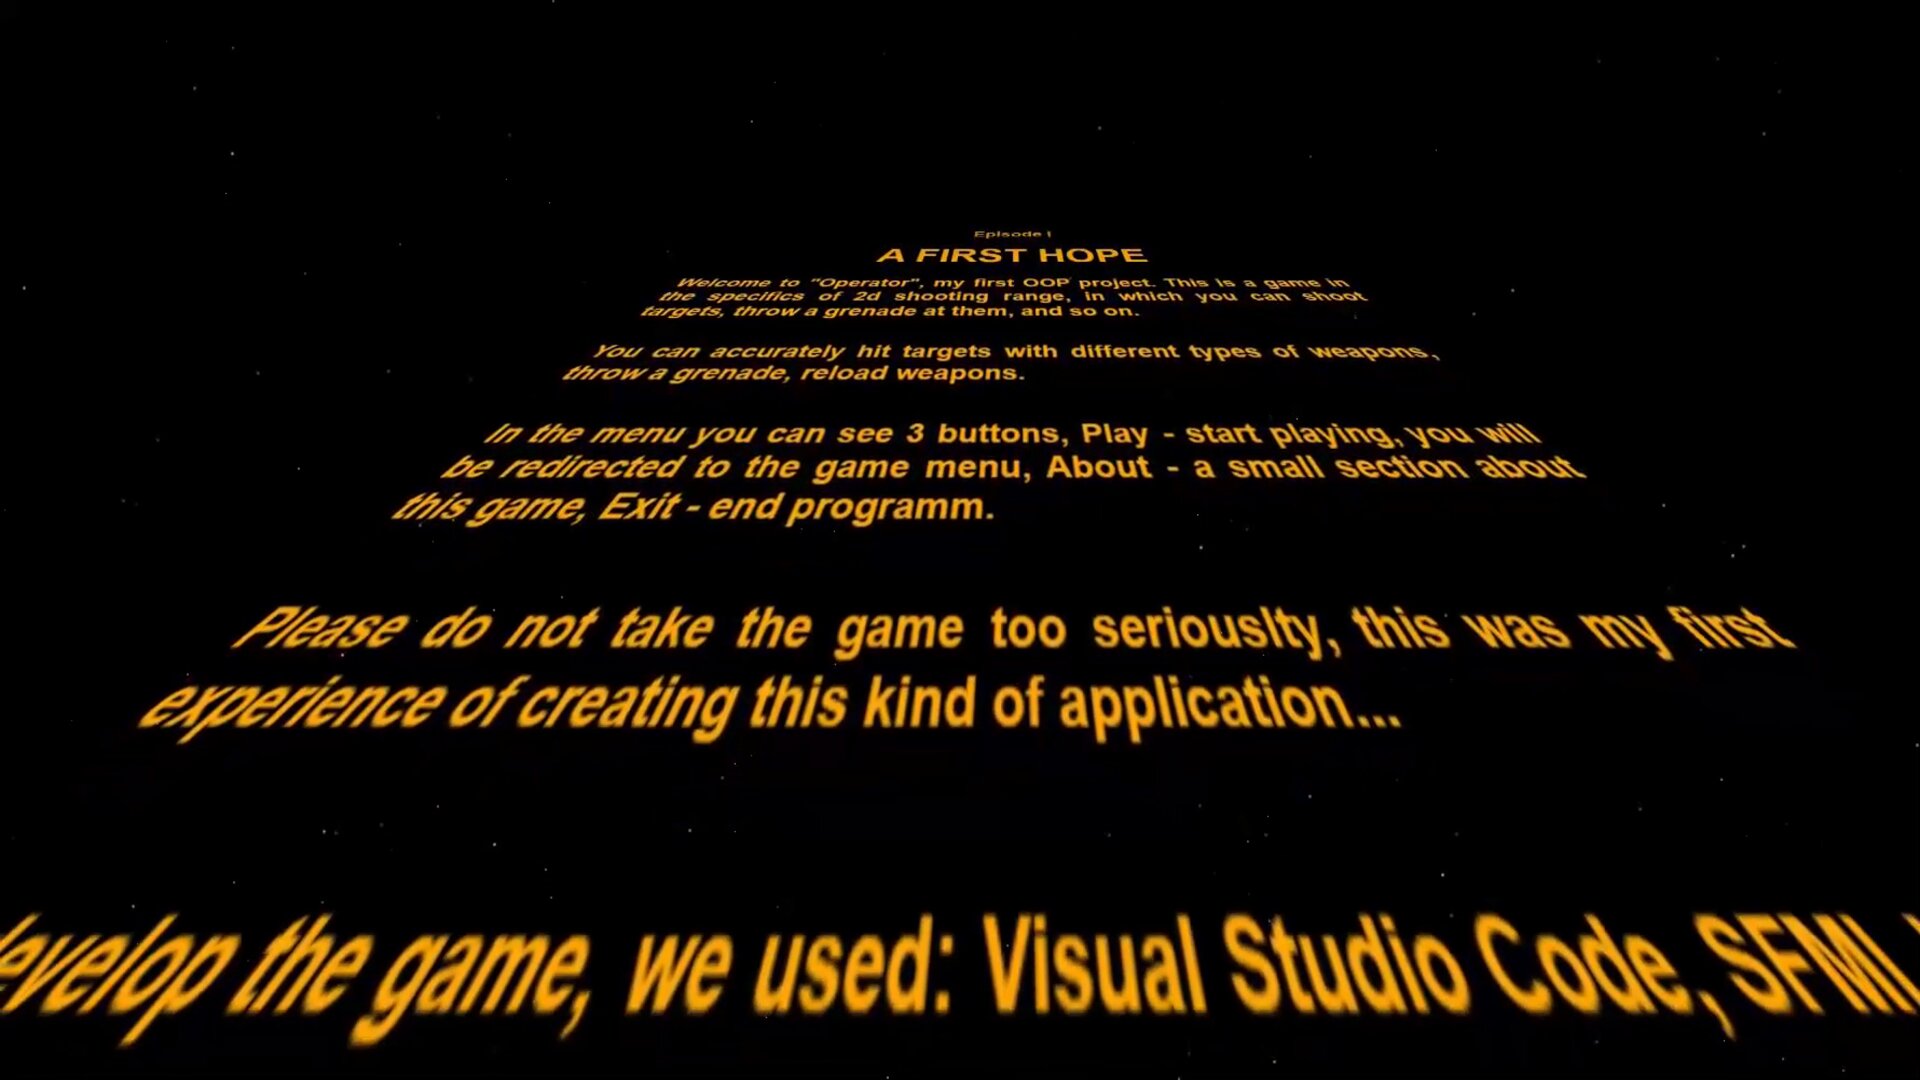 Episode I
A FIRST HOPE
Welcome to "Operator", my first OOP project. This is a game in
the specifics of 2d shooting range, in which you can shoot
targets, throw a grenade at them, and so on.
You can accurately hit targets with different types of weapons,
throw a grenade, reload weapons.
In the menu you can see 3 buttons, Play - start playing, you will
be redirected to the game menu, About - a small section about
this game, Exit - end programm.
Please do not take the game too seriouslty, this was my first
experience of creating this kind of application...
the game, we used: Visual Studio Code,